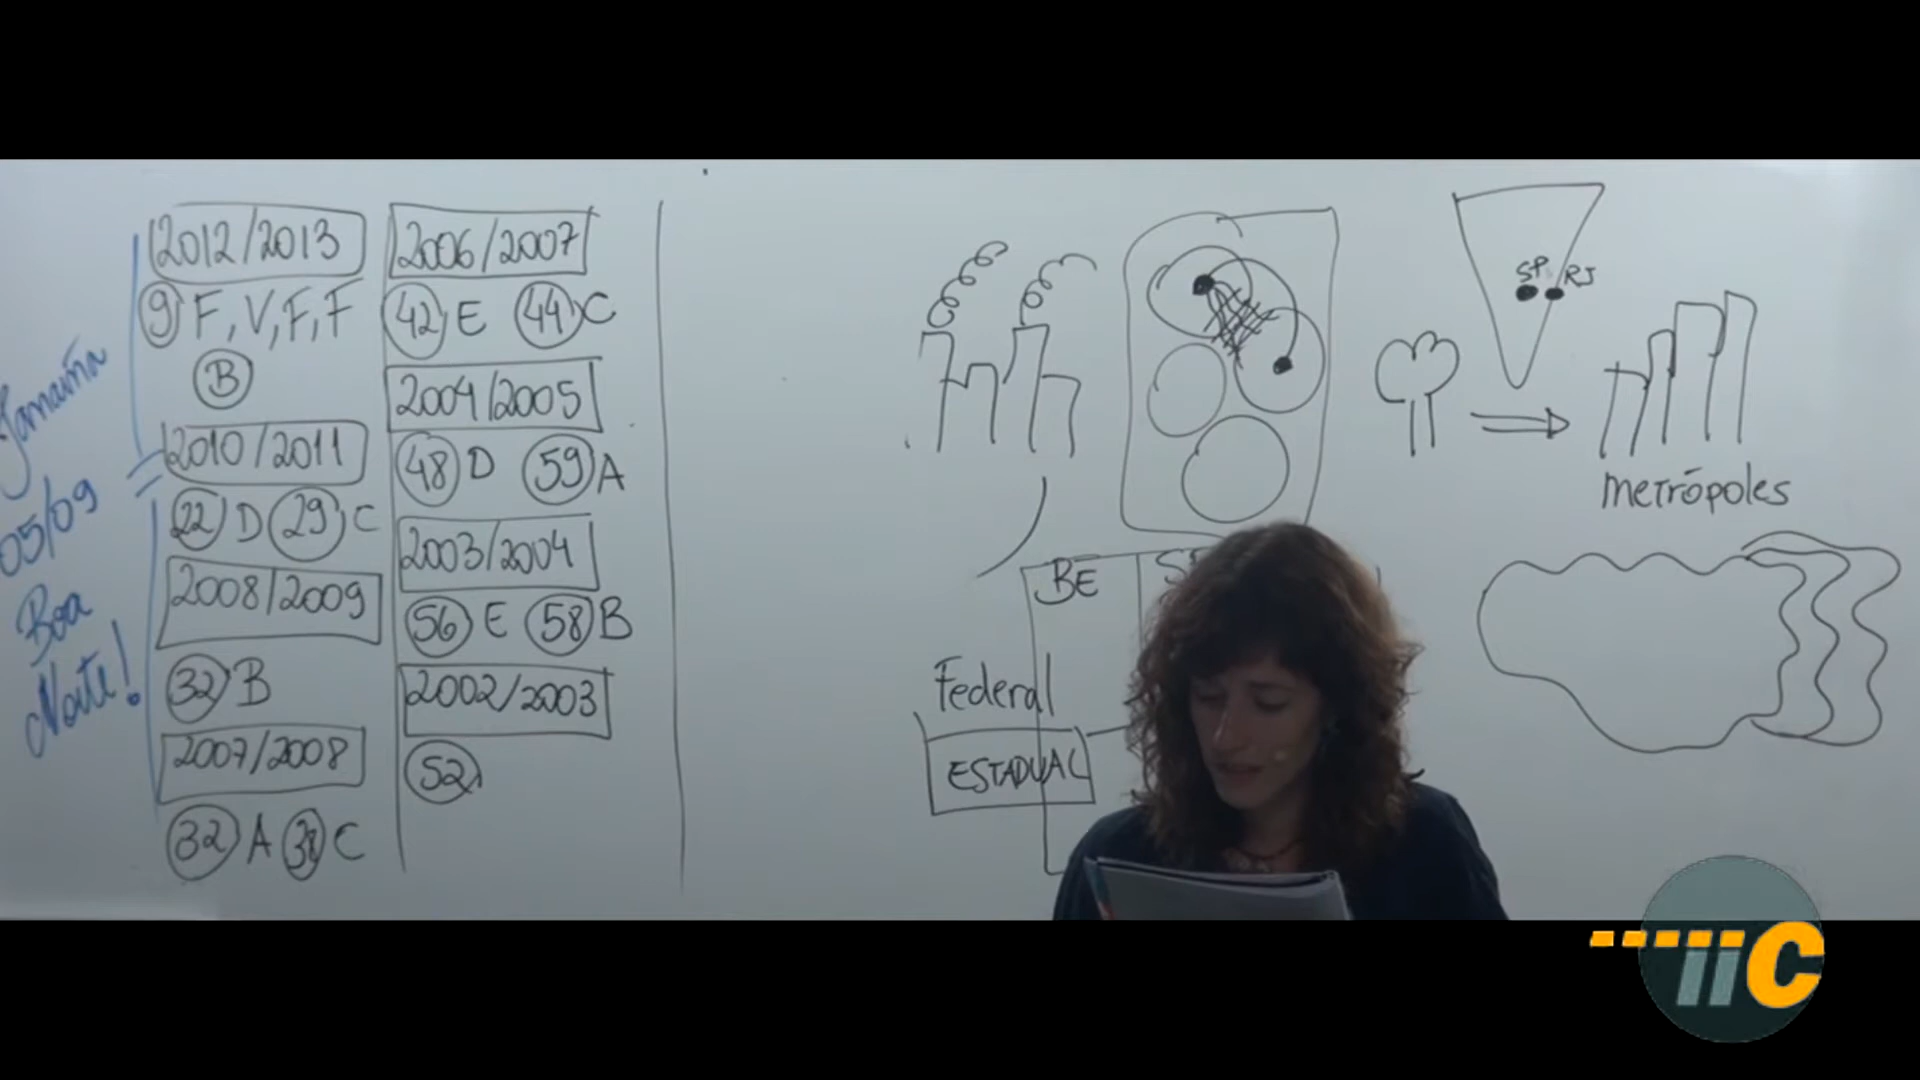 Janaína
05/09
Boa
Noite!
2012/2013
9) F, V, F, F
B
2010/2011
22) D 29) C
2008/2009
32) B
2007/2008
32) A 38) C
2006/2007
42) E 44) C
2004/2005
48) D 59) A
2003/2004
56) E 58) B
2002/2003
52)
BE
Federal
ESTADUAL
SP RJ
metrópoles
iiC